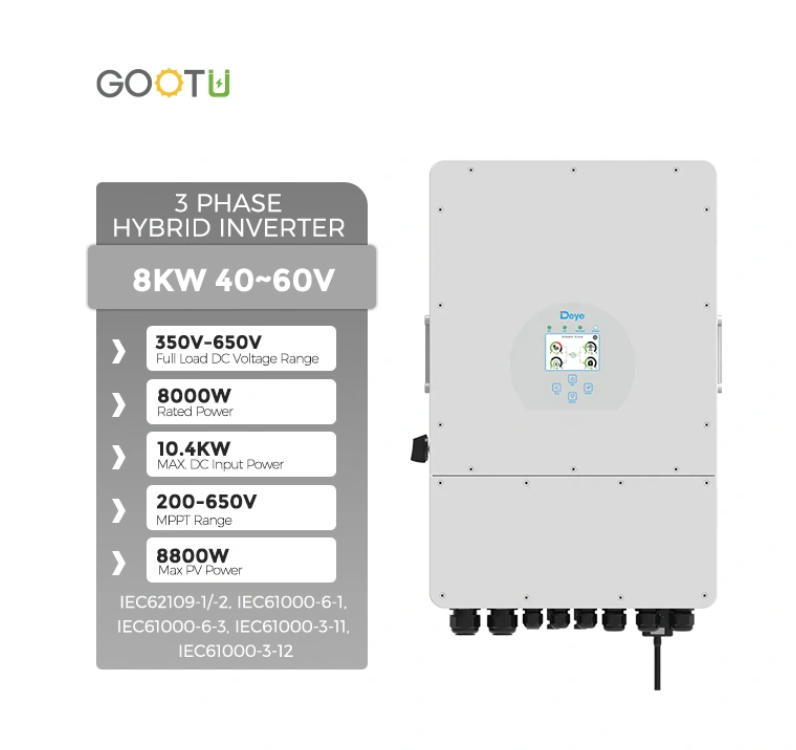 GOOTU
3 PHASE
HYBRID INVERTER
8KW 40~60V
350V-650V
Full Load DC Voltage Range
8000W
Rated Power
10.4KW
MAX. DC Input Power
200-650V
MPPT Range
8800W
Max PV Power
IEC62109-1/-2, IEC61000-6-1,
IEC61000-6-3, IEC61000-3-11,
IEC61000-3-12
Deye